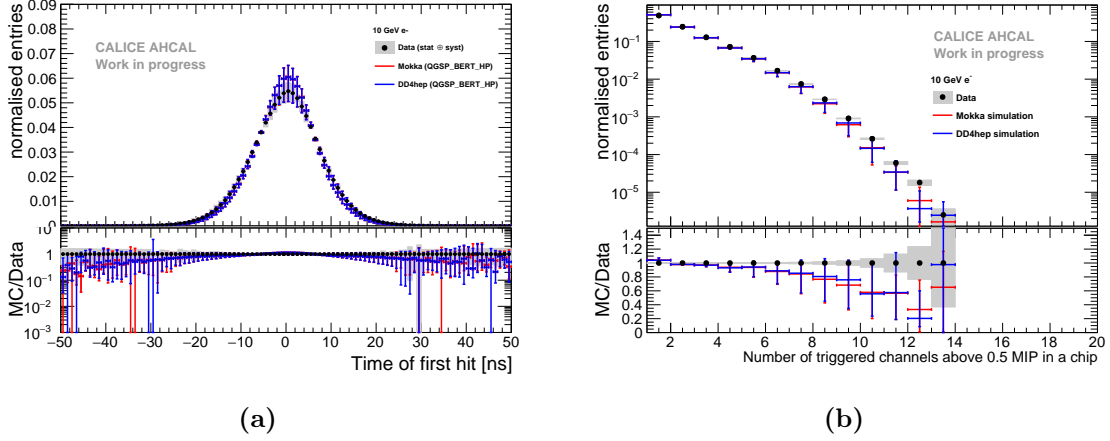 0.09
0.08
0.07
0.06
0.05
0.04
0.03
0.02
0.01
0
normalised entries
CALICE AHCAL
Work in progress
10 GeV e-
Data (stat ⊕ syst)
Mokka (QGSP_BERT_HP)
DD4hep (QGSP_BERT_HP)
10
1
10⁻¹
10⁻²
10⁻³
MC/Data
−50 −40 −30 −20 −10 0 10 20 30 40 50
Time of first hit [ns]
(a)
10⁻¹
10⁻²
10⁻³
10⁻⁴
10⁻⁵
normalised entries
CALICE AHCAL
Work in progress
10 GeV e⁻
Data
Mokka simulation
DD4hep simulation
1.4
1.2
1.0
0.8
0.6
0.4
0.2
0
MC/Data
2 4 6 8 10 12 14 16 18 20
Number of triggered channels above 0.5 MIP in a chip
(b)